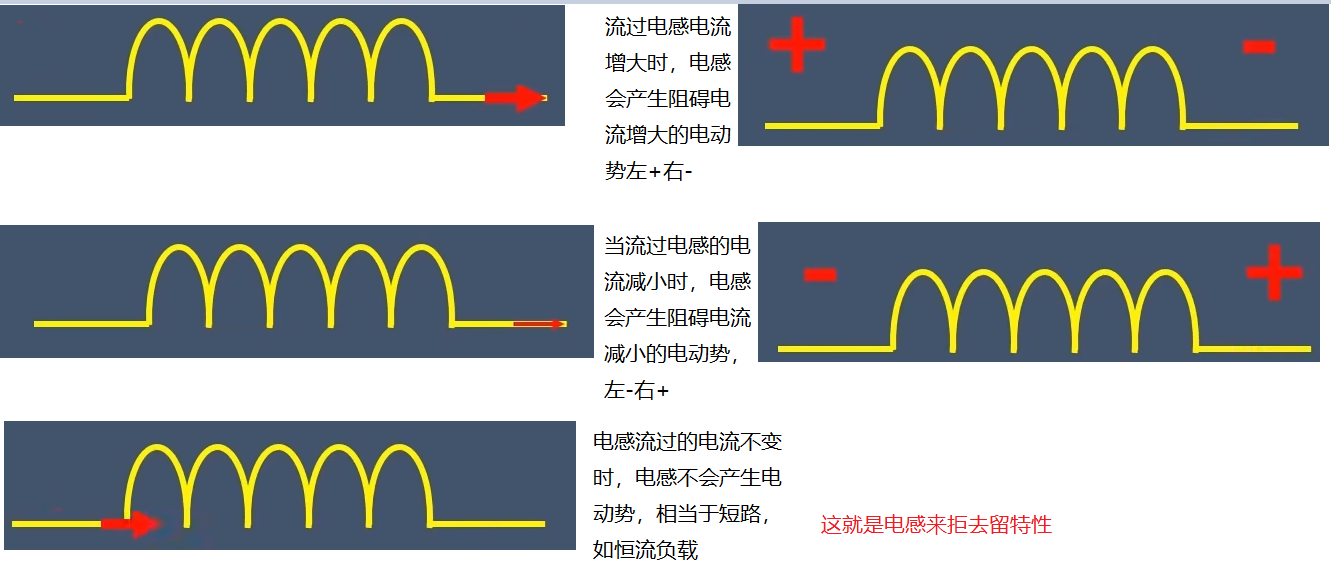 流过电感电流
增大时，电感
会产生阻碍电
流增大的电动
势左+右-
+ -
当流过电感的电
流减小时，电感
会产生阻碍电流
减小的电动势，
左-右+
- +
电感流过的电流不变
时，电感不会产生电
动势，相当于短路，
如恒流负载
这就是电感来拒去留特性